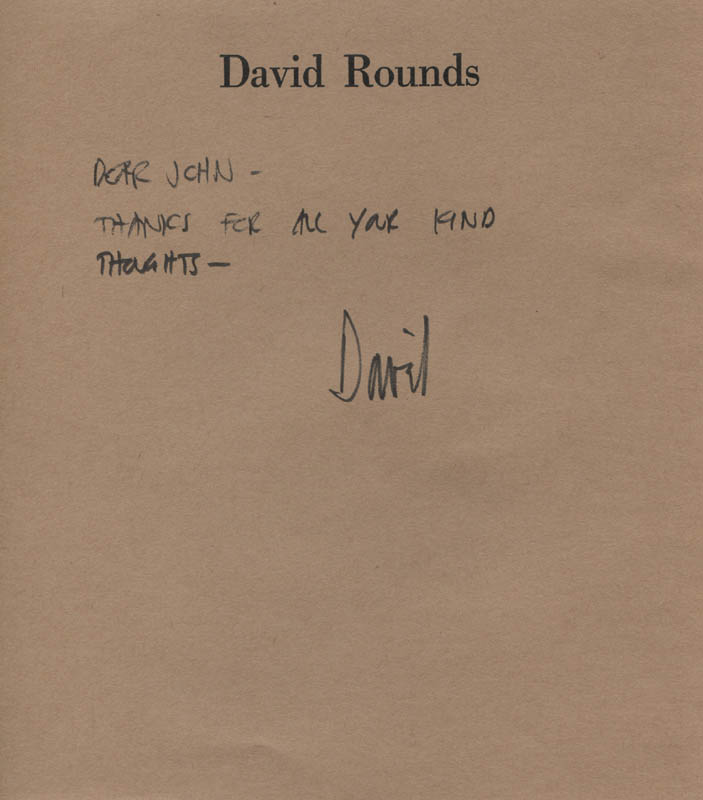 David Rounds
DEAR JOHN -
THANKS FOR ALL YOUR KIND
THOUGHTS —
David